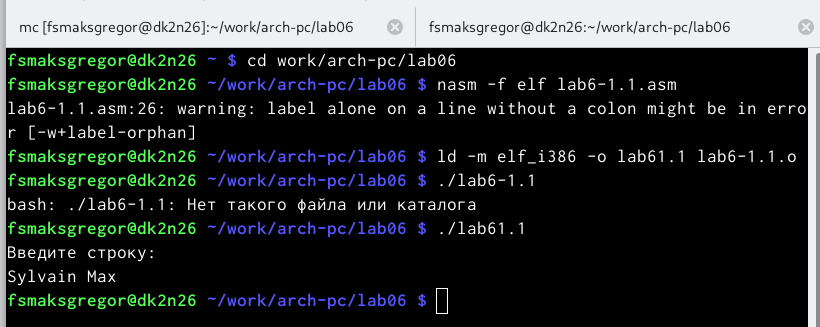 mc [fsmaksgregor@dk2n26]:~/work/arch-pc/lab06 fsmaksgregor@dk2n26:~/work/arch-pc/lab06
fsmaksgregor@dk2n26 ~ $ cd work/arch-pc/lab06
fsmaksgregor@dk2n26 ~/work/arch-pc/lab06 $ nasm -f elf lab6-1.1.asm
lab6-1.1.asm:26: warning: label alone on a line without a colon might be in erro
r [-w+label-orphan]
fsmaksgregor@dk2n26 ~/work/arch-pc/lab06 $ ld -m elf_i386 -o lab61.1 lab6-1.1.o
fsmaksgregor@dk2n26 ~/work/arch-pc/lab06 $ ./lab6-1.1
bash: ./lab6-1.1: Нет такого файла или каталога
fsmaksgregor@dk2n26 ~/work/arch-pc/lab06 $ ./lab61.1
Введите строку:
Sylvain Max
fsmaksgregor@dk2n26 ~/work/arch-pc/lab06 $